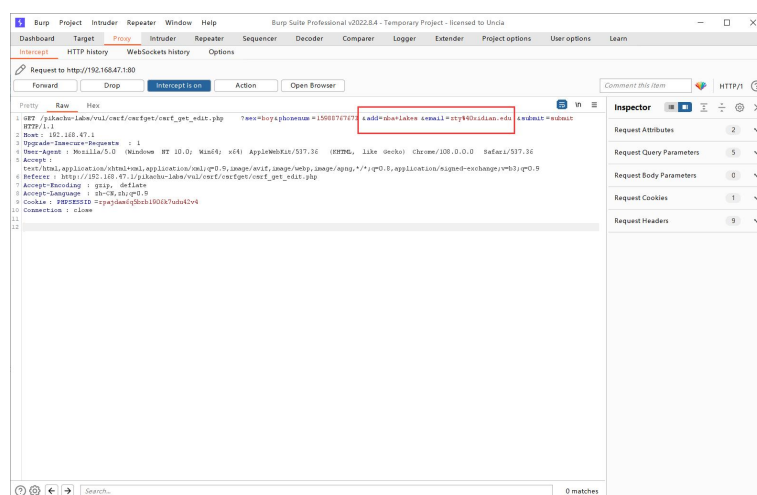 Burp Project Intruder Repeater Window Help Burp Suite Professional v2022.8.4 - Temporary Project - licensed to Uncia
Dashboard Target Proxy Intruder Repeater Sequencer Decoder Comparer Logger Extender Project options User options Learn
Intercept HTTP history WebSockets history Options
Request to http://192.168.47.1:80
Forward Drop Intercept is on Action Open Browser Comment this item HTTP/1
Pretty Raw Hex \n Inspector
1 GET /pikachu-labs/vul/csrf/csrfget/csrf_get_edit.php ?sex=boy&phonenum=15988767673 &add=nba+lakes &email=zty%40xidian.edu &submit=submit
HTTP/1.1
2 Host: 192.168.47.1
3 Upgrade-Insecure-Requests : 1
4 User-Agent : Mozilla/5.0 (Windows NT 10.0; Win64; x64) AppleWebKit/537.36 (KHTML, like Gecko) Chrome/108.0.0.0 Safari/537.36
5 Accept :
text/html,application/xhtml+xml,application/xml;q=0.9,image/avif,image/webp,image/apng,*/*;q=0.8,application/signed-exchange;v=b3;q=0.9
6 Referer : http://192.168.47.1/pikachu-labs/vul/csrf/csrfget/csrf_get_edit.php
7 Accept-Encoding : gzip, deflate
8 Accept-Language : zh-CN,zh;q=0.9
9 Cookie :
10 Connection : close
11
12
Request Attributes 2
Request Query Parameters 5
Request Body Parameters 0
Request Cookies 1
Request Headers 9
Search... 0 matches